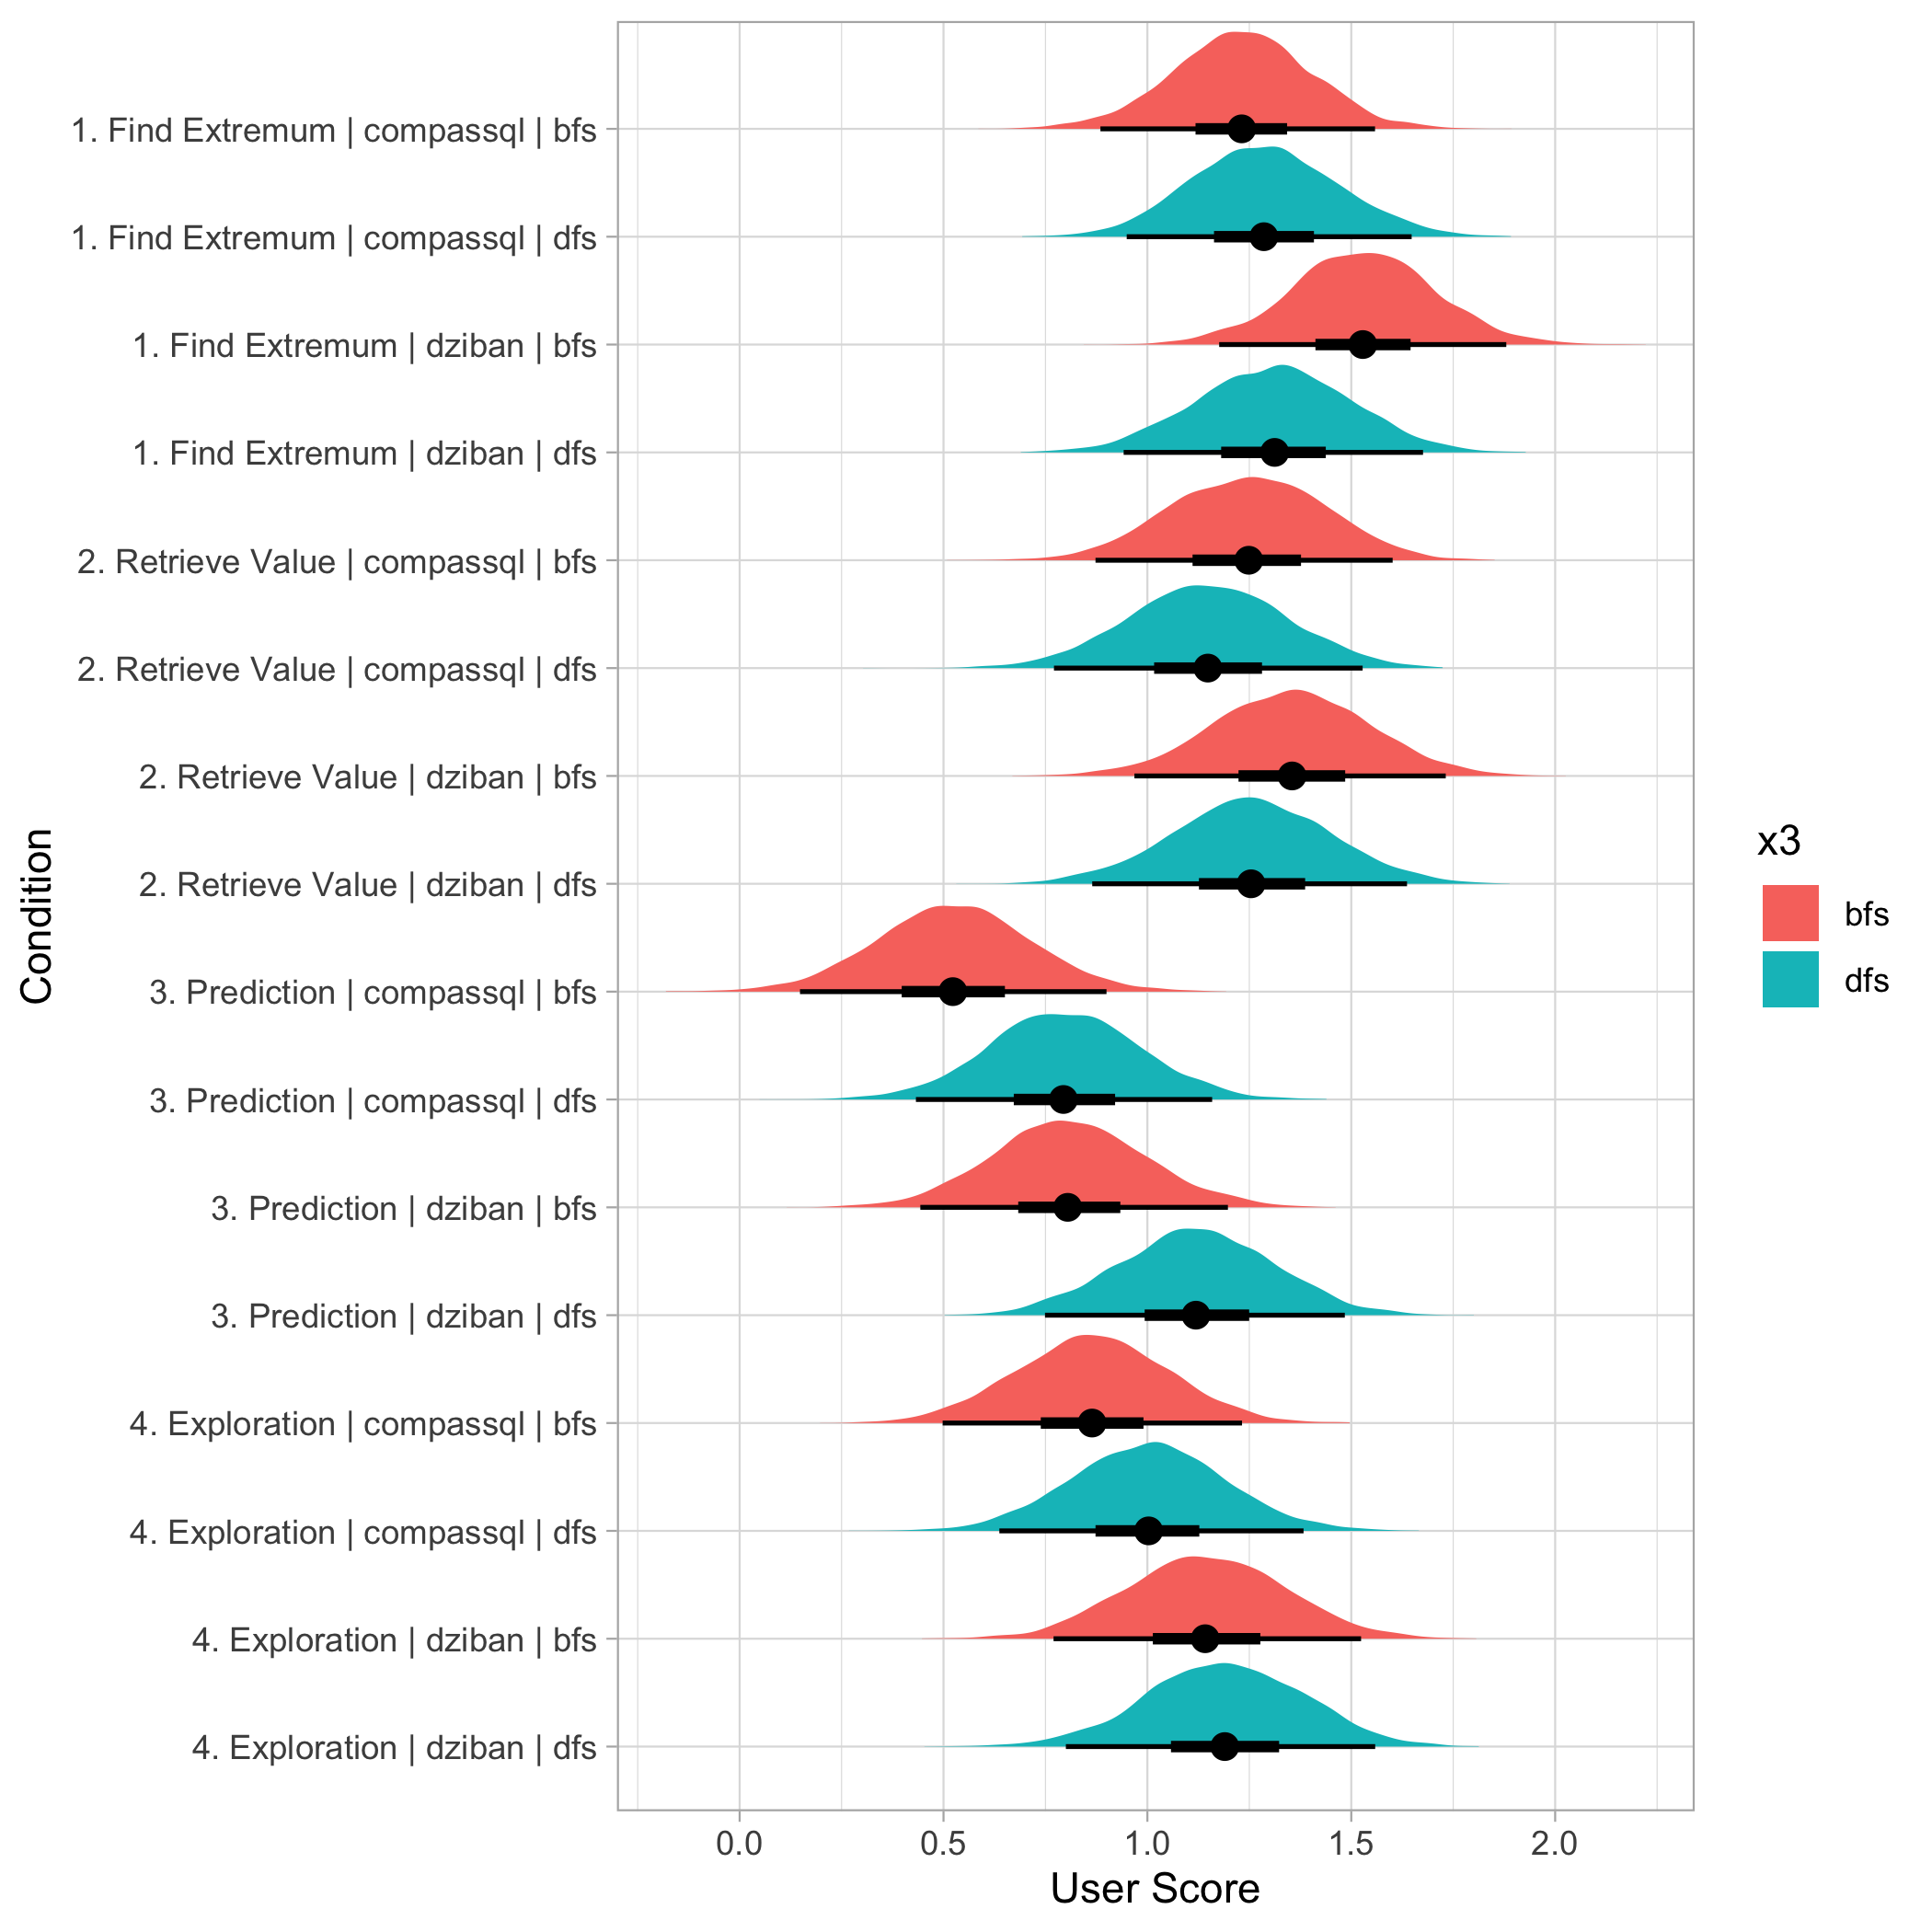 1. Find Extremum | compassql | bfs
1. Find Extremum | compassql | dfs
1. Find Extremum | dziban | bfs
1. Find Extremum | dziban | dfs
2. Retrieve Value | compassql | bfs
2. Retrieve Value | compassql | dfs
2. Retrieve Value | dziban | bfs
2. Retrieve Value | dziban | dfs
3. Prediction | compassql | bfs
3. Prediction | compassql | dfs
3. Prediction | dziban | bfs
3. Prediction | dziban | dfs
4. Exploration | compassql | bfs
4. Exploration | compassql | dfs
4. Exploration | dziban | bfs
4. Exploration | dziban | dfs
Condition
0.0 0.5 1.0 1.5 2.0
User Score
x3
bfs
dfs